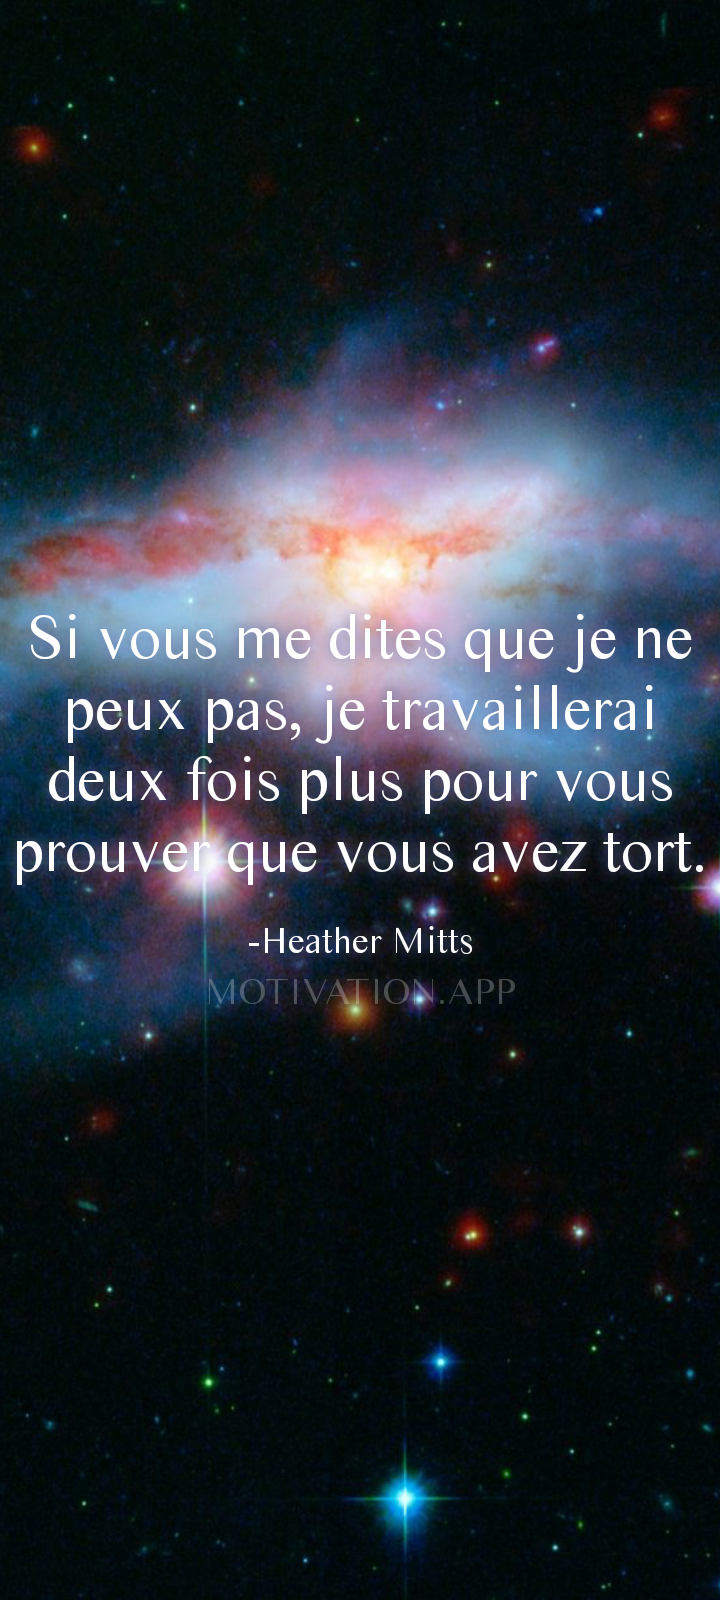 Si vous me dites que je ne
peux pas, je travaillerai
deux fois plus pour vous
prouver que vous avez tort.
-Heather Mitts
MOTIVATION.APP